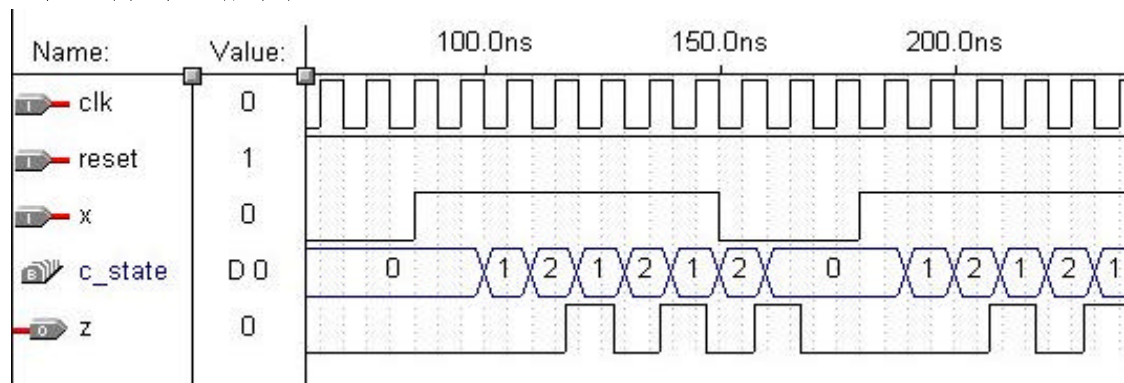 Name: Value: 100.0ns 150.0ns 200.0ns
clk 0
reset 1
x 0
c_state D 0 0 1 2 1 2 1 2 0 1 2 1 2 1
z 0